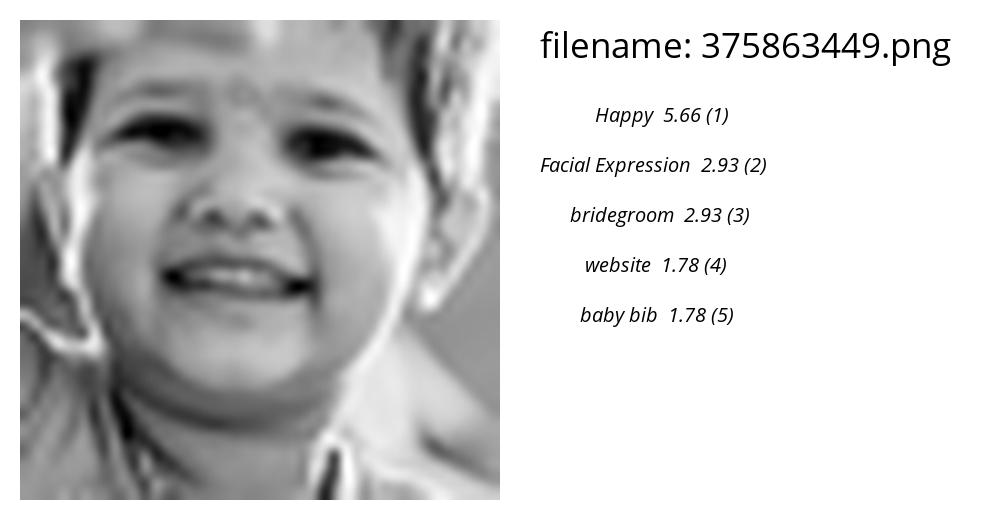 filename: 375863449.png
Happy 5.66 (1)
Facial Expression 2.93 (2)
bridegroom 2.93 (3)
website 1.78 (4)
baby bib 1.78 (5)